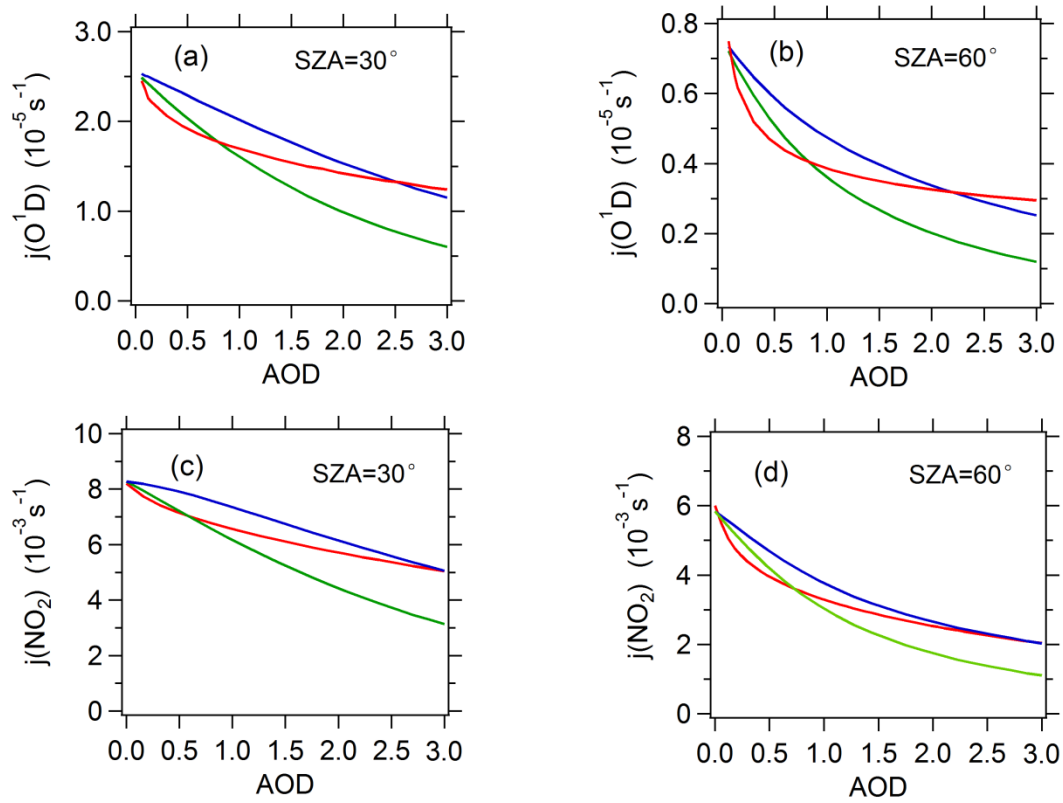 (a) SZA=30°
j(O¹D) (10⁻⁵ s⁻¹)
3.0
2.0
1.0
0.0
0.0 0.5 1.0 1.5 2.0 2.5 3.0
AOD
(b) SZA=60°
j(O¹D) (10⁻⁵ s⁻¹)
0.8
0.6
0.4
0.2
0.0
0.0 0.5 1.0 1.5 2.0 2.5 3.0
AOD
(c) SZA=30°
j(NO₂) (10⁻³ s⁻¹)
10
8
6
4
2
0
0.0 0.5 1.0 1.5 2.0 2.5 3.0
AOD
(d) SZA=60°
j(NO₂) (10⁻³ s⁻¹)
8
6
4
2
0
0.0 0.5 1.0 1.5 2.0 2.5 3.0
AOD